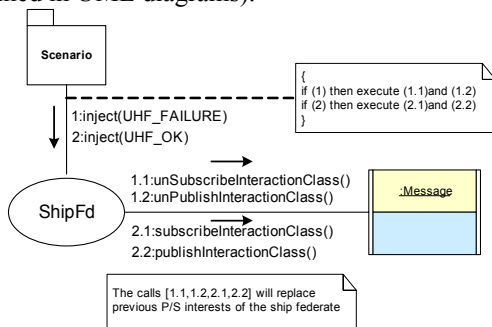 ined in UML diagrams).
Scenario
{
if (1) then execute (1.1)and (1.2)
if (2) then execute (2.1)and (2.2)
}
1:inject(UHF_FAILURE)
2:inject(UHF_OK)
1.1:unSubscribeInteractionClass()
1.2:unPublishInteractionClass()
:Message
ShipFd
2.1:subscribeInteractionClass()
2.2:publishInteractionClass()
The calls [1.1,1.2,2.1,2.2] will replace
previous P/S interests of the ship federate